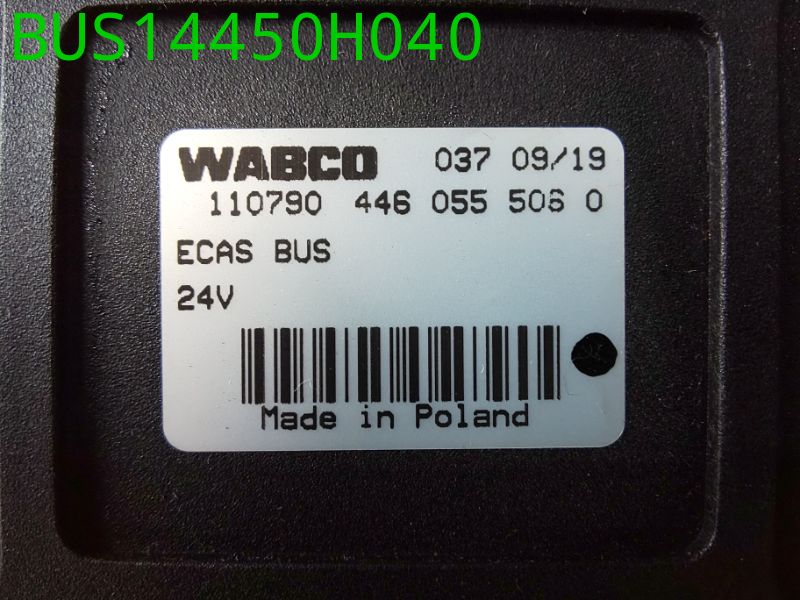 BUS14450H040
WABCO 037 09/19
110790 446 055 506 0
ECAS BUS
24V
Made in Poland